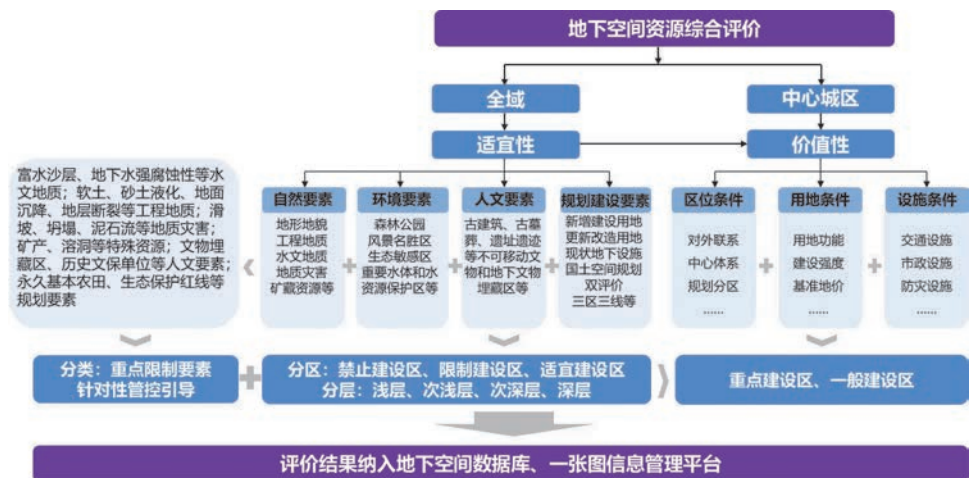 地下空间资源综合评价
全域
中心城区
适宜性
价值性
富水沙层、地下水强腐蚀性等水
文地质；软土、砂土液化、地面
沉降、地层断裂等工程地质；滑
坡、坍塌、泥石流等地质灾害；
矿产、溶洞等特殊资源；文物埋
藏区、历史文保单位等人文要素；
永久基本农田、生态保护红线等
规划要素
自然要素
地形地貌
工程地质
水文地质
地质灾害
矿藏资源等
环境要素
森林公园
风景名胜区
生态敏感区
重要水体和水
资源保护区等
人文要素
古建筑、古墓
葬、遗址遗迹
等不可移动文
物和地下文物
埋藏区等
规划建设要素
新增建设用地
更新改造用地
现状地下设施
国土空间规划
双评价
三区三线等
区位条件
对外联系
中心体系
规划分区
……
用地条件
用地功能
建设强度
基准地价
……
设施条件
交通设施
市政设施
防灾设施
……
分类：重点限制要素
针对性管控引导
分区：禁止建设区、限制建设区、适宜建设区
分层：浅层、次浅层、次深层、深层
重点建设区、一般建设区
评价结果纳入地下空间数据库、一张图信息管理平台